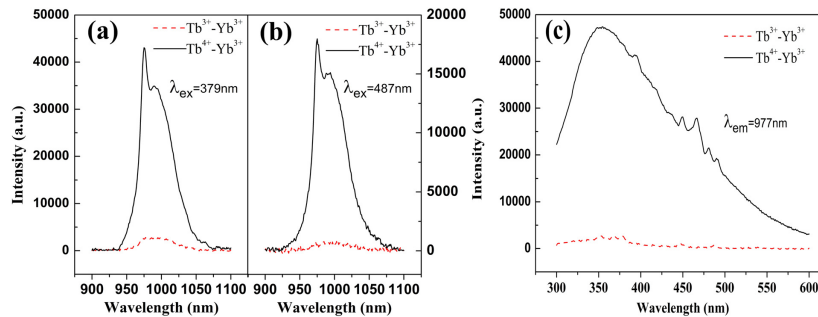 (a)
Tb3+-Yb3+
Tb4+-Yb3+
λex=379nm
Intensity (a.u.)
50000
40000
30000
20000
10000
0
900 950 1000 1050 1100
Wavelength (nm)
(b)
Tb3+-Yb3+
Tb4+-Yb3+
λex=487nm
20000
15000
10000
5000
0
900 950 1000 1050 1100
Wavelength (nm)
(c)
Tb3+-Yb3+
Tb4+-Yb3+
λem=977nm
Intensity (a.u.)
50000
40000
30000
20000
10000
0
300 350 400 450 500 550 600
Wavelength (nm)